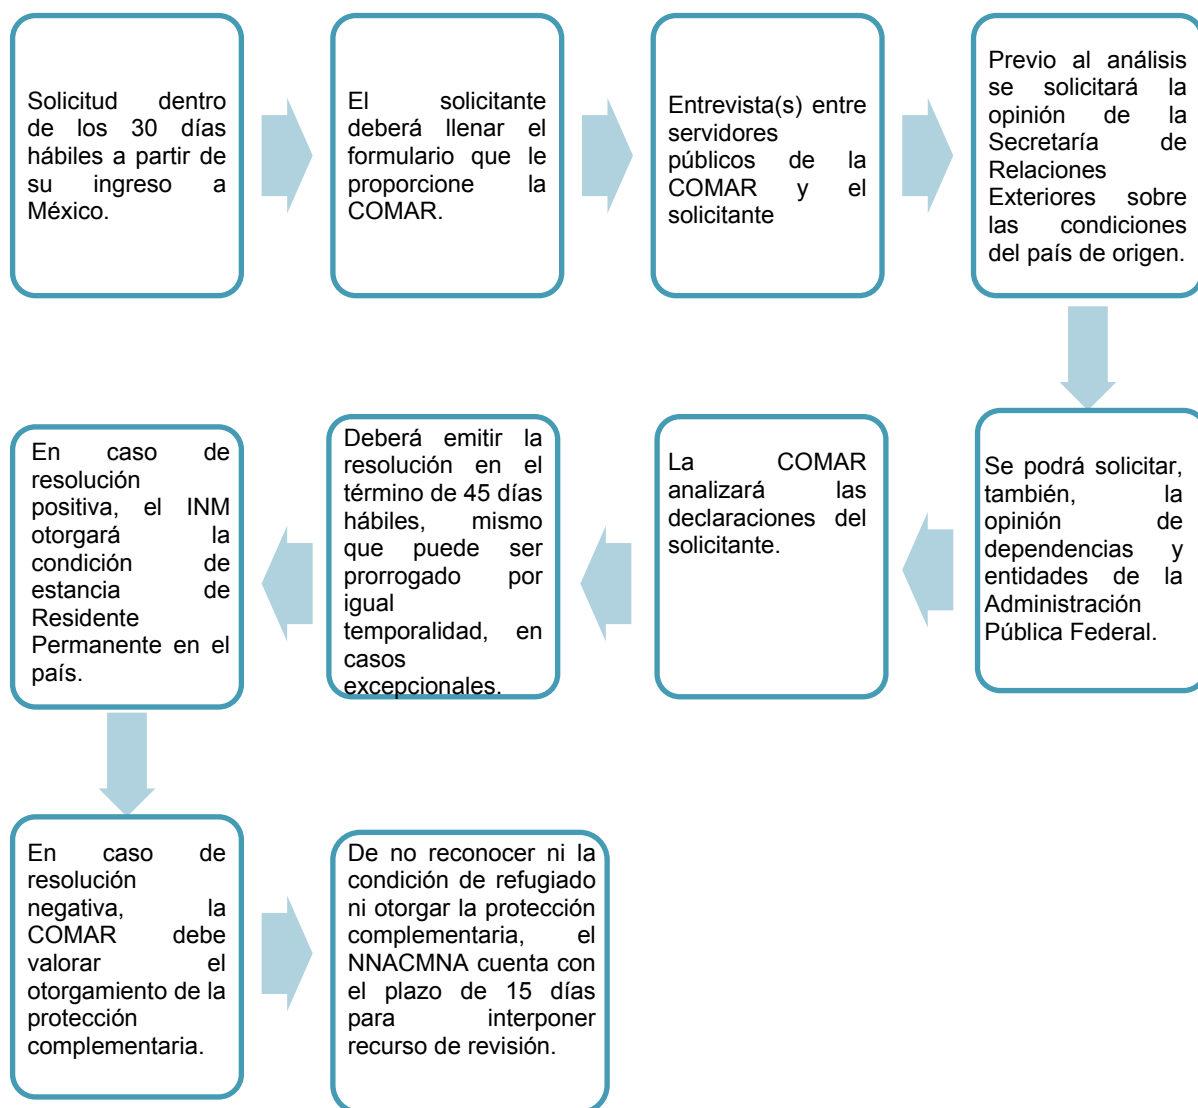 Solicitud dentro
de los 30 días
hábiles a partir de
su ingreso a
México.
El solicitante
deberá llenar el
formulario que le
proporcione la
COMAR.
Entrevista(s) entre
servidores
públicos de la
COMAR y el
solicitante
Previo al análisis
se solicitará la
opinión de la
Secretaría de
Relaciones
Exteriores sobre
las condiciones
del país de origen.
Se podrá solicitar,
también, la
opinión de
dependencias y
entidades de la
Administración
Pública Federal.
La COMAR
analizará las
declaraciones del
solicitante.
Deberá emitir la
resolución en el
término de 45 días
hábiles, mismo
que puede ser
prorrogado por
igual
temporalidad, en
casos
excepcionales.
En caso de
resolución
positiva, el INM
otorgará la
condición de
estancia de
Residente
Permanente en el
país.
En caso de
resolución
negativa, la
COMAR debe
valorar el
otorgamiento de la
protección
complementaria.
De no reconocer ni la
condición de refugiado
ni otorgar la protección
complementaria, el
NNACMNA cuenta con
el plazo de 15 días
para interponer
recurso de revisión.